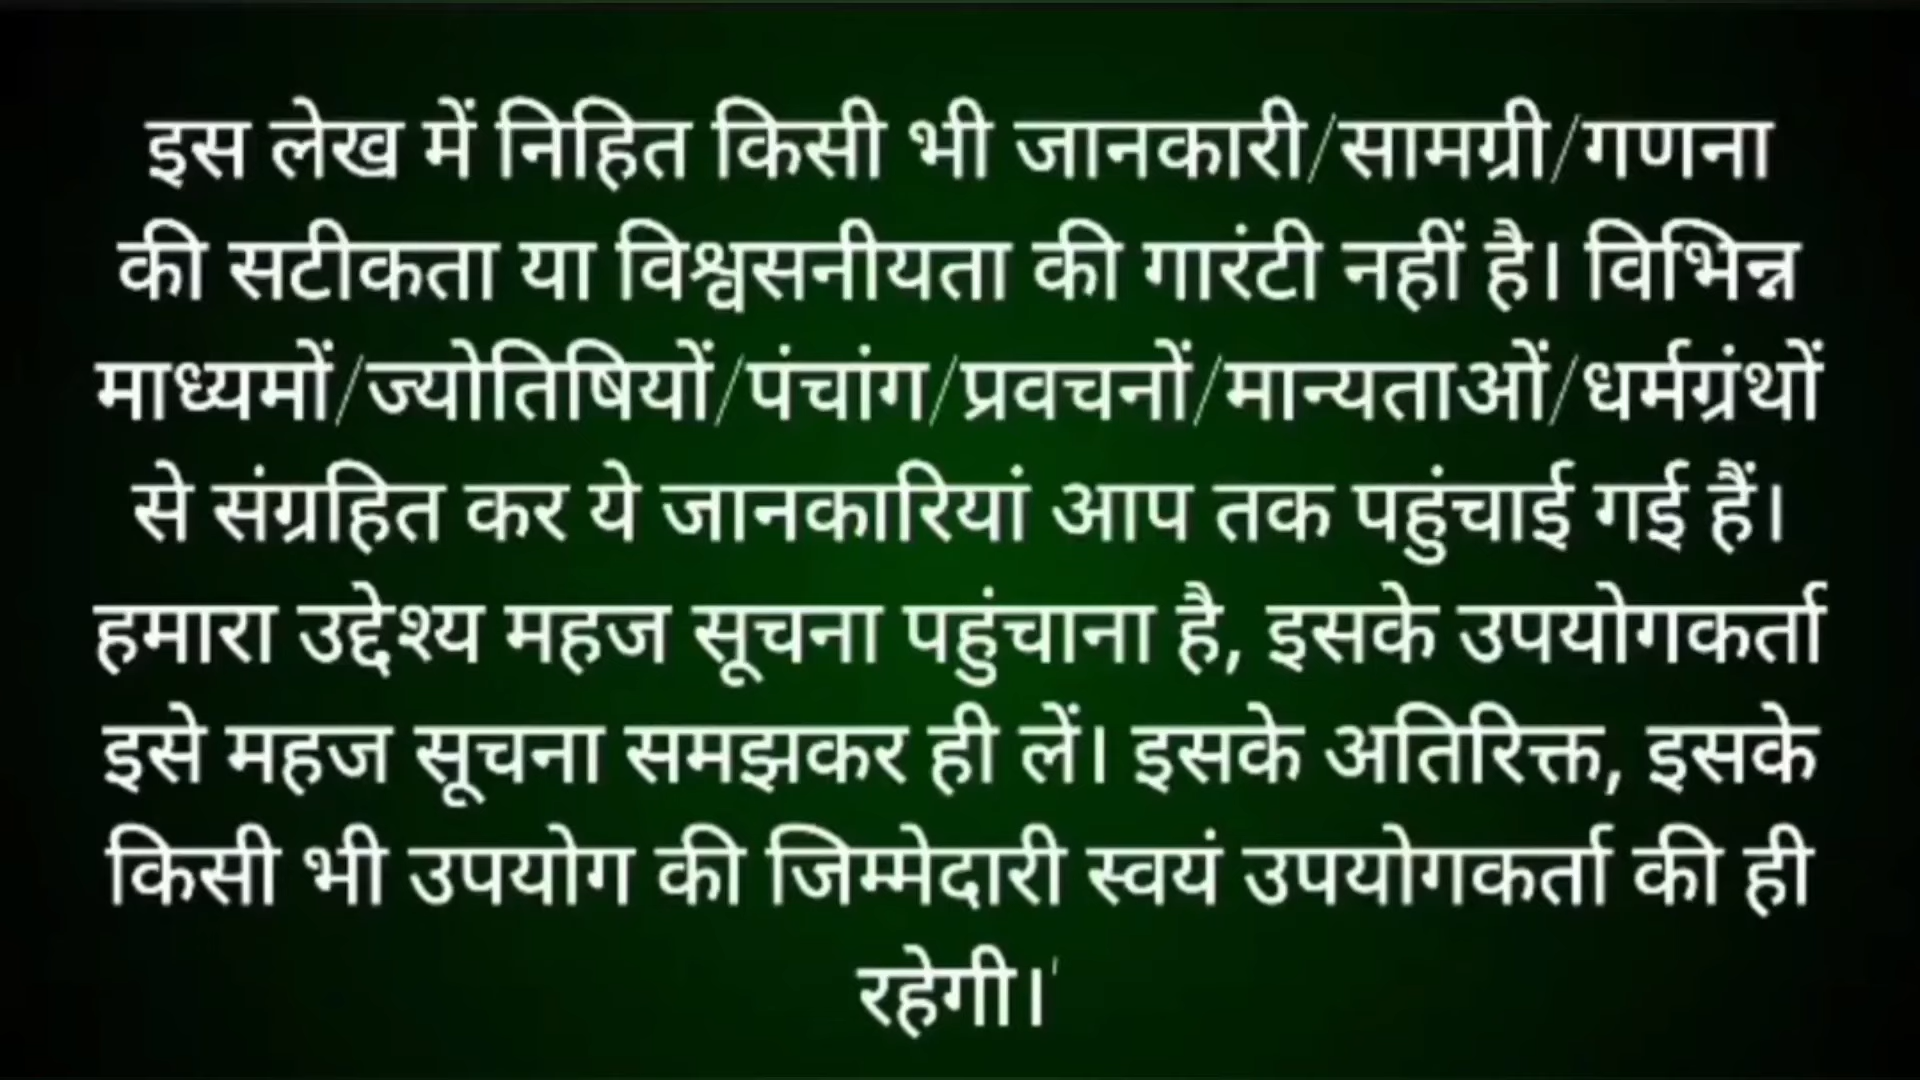 इस लेख में निहित किसी भी जानकारी/सामग्री/गणना
की सटीकता या विश्वसनीयता की गारंटी नहीं है। विभिन्न
माध्यमों/ज्योतिषियों/पंचांग/प्रवचनों/मान्यताओं/धर्मग्रंथों
से संग्रहित कर ये जानकारियां आप तक पहुंचाई गई हैं।
हमारा उद्देश्य महज सूचना पहुंचाना है, इसके उपयोगकर्ता
इसे महज सूचना समझकर ही लें। इसके अतिरिक्त, इसके
किसी भी उपयोग की जिम्मेदारी स्वयं उपयोगकर्ता की ही
रहेगी।'